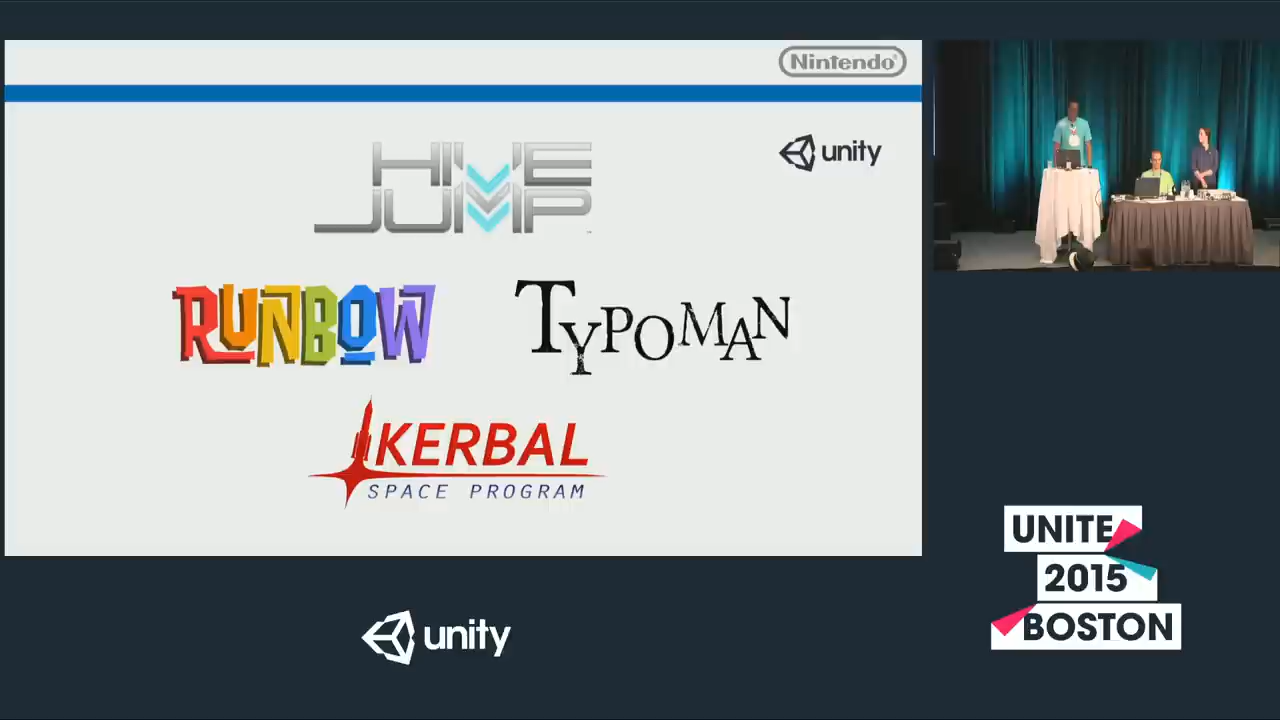 Nintendo
unity
HIVE
JUMP
RUNBOW
TYPOMAN
KERBAL
SPACE PROGRAM
unity
UNITE
2015
BOSTON